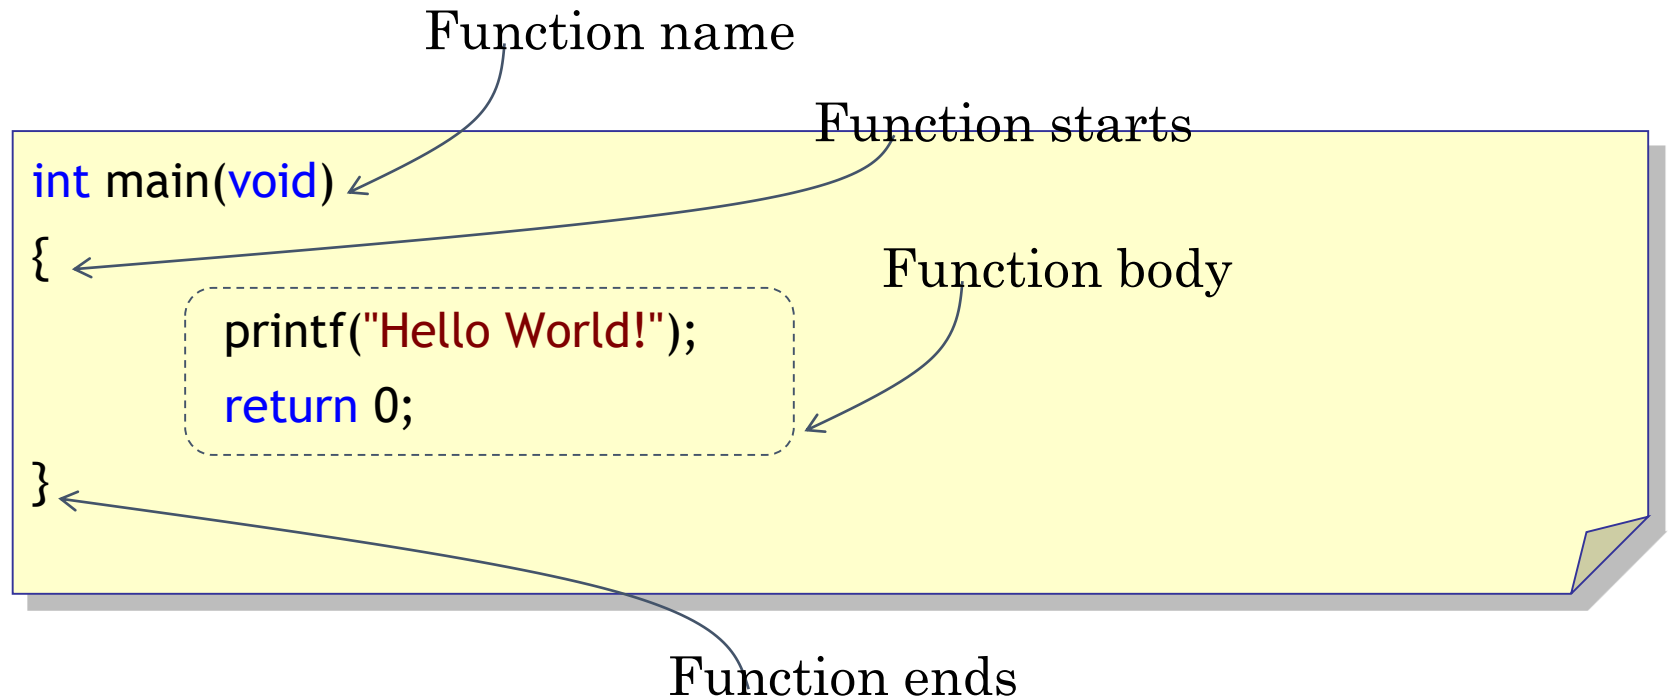 Function name
Function starts
int main(void)
{
Function body
printf("Hello World!");
return 0;
}
Function ends